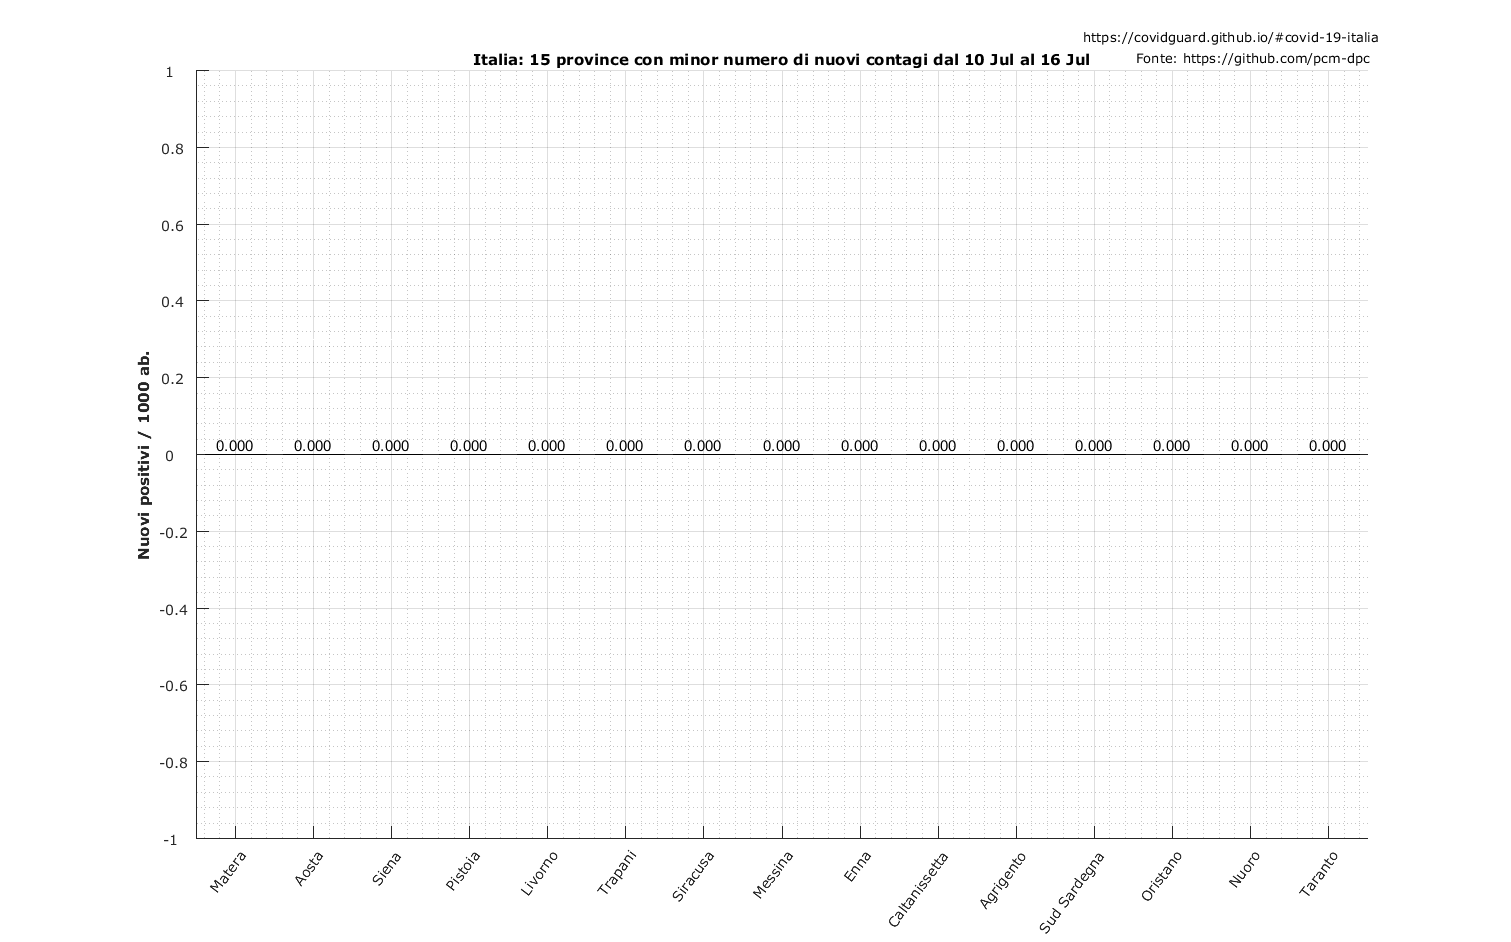 https://covidguard.github.io/#covid-19-italia
Italia: 15 province con minor numero di nuovi contagi dal 10 Jul al 16 Jul
Fonte: https://github.com/pcm-dpc
Nuovi positivi / 1000 ab.
1
0.8
0.6
0.4
0.2
0
-0.2
-0.4
-0.6
-0.8
-1
0.000 0.000 0.000 0.000 0.000 0.000 0.000 0.000 0.000 0.000 0.000 0.000 0.000 0.000 0.000
Matera
Aosta
Siena
Pistoia
Livorno
Trapani
Siracusa
Messina
Enna
Caltanissetta
Agrigento
Sud Sardegna
Oristano
Nuoro
Taranto